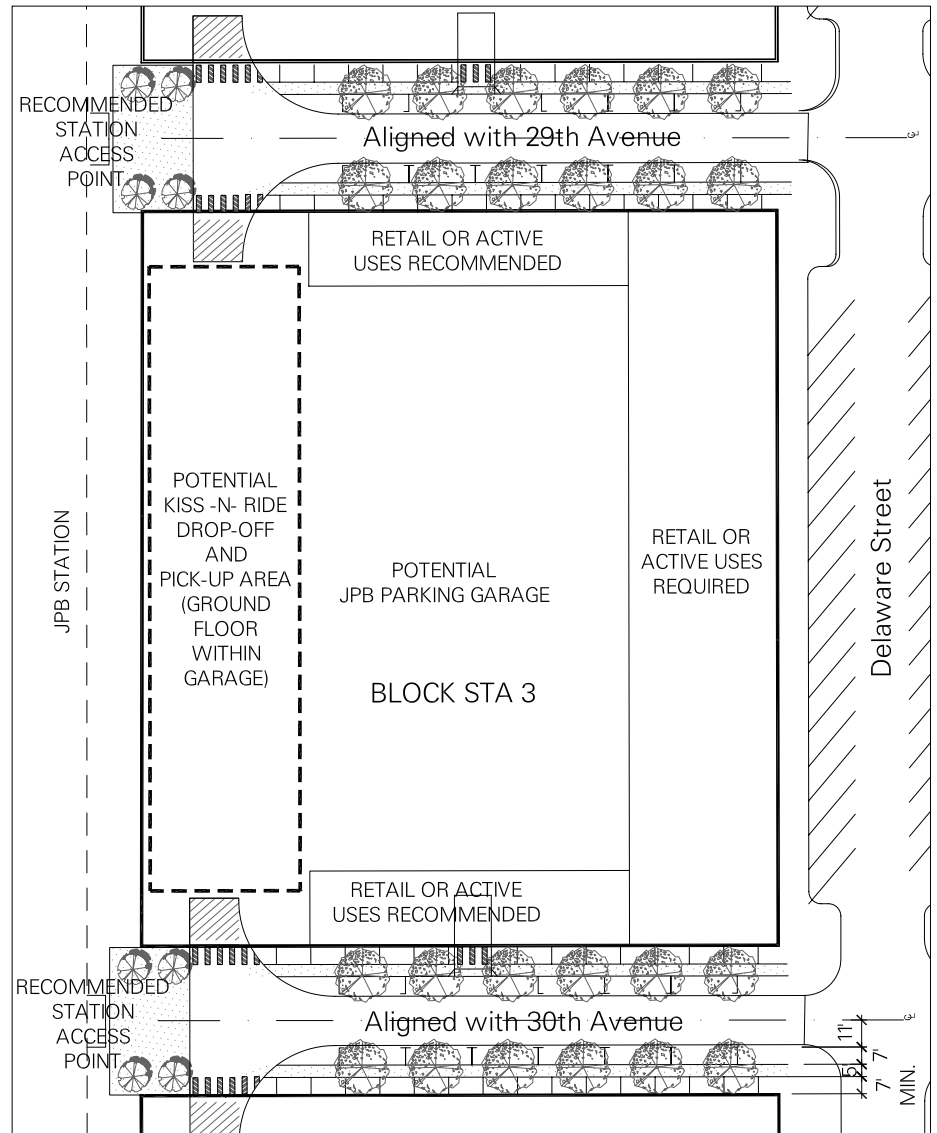 RECOMMENDED
STATION
ACCESS
POINT
Aligned with 29th Avenue
RETAIL OR ACTIVE
USES RECOMMENDED
POTENTIAL
KISS -N- RIDE
DROP-OFF
AND
PICK-UP AREA
(GROUND
FLOOR
WITHIN
GARAGE)
JPB STATION
POTENTIAL
JPB PARKING GARAGE
BLOCK STA 3
RETAIL OR
ACTIVE USES
REQUIRED
Delaware Street
RETAIL OR ACTIVE
USES RECOMMENDED
RECOMMENDED
STATION
ACCESS
POINT
Aligned with 30th Avenue
11'
7'
5'
7'
MIN.